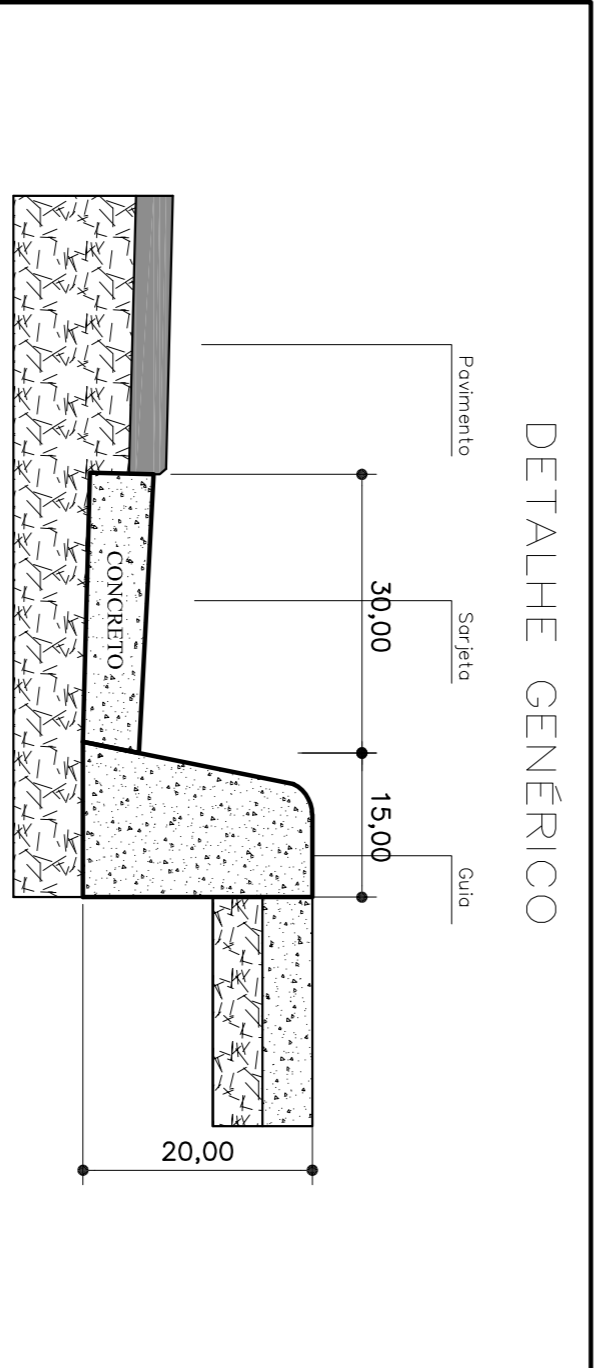 DETALHE GENÉRICO
Pavimento
Sarjeta
Guia
30,00
15,00
CONCRETO
20,00